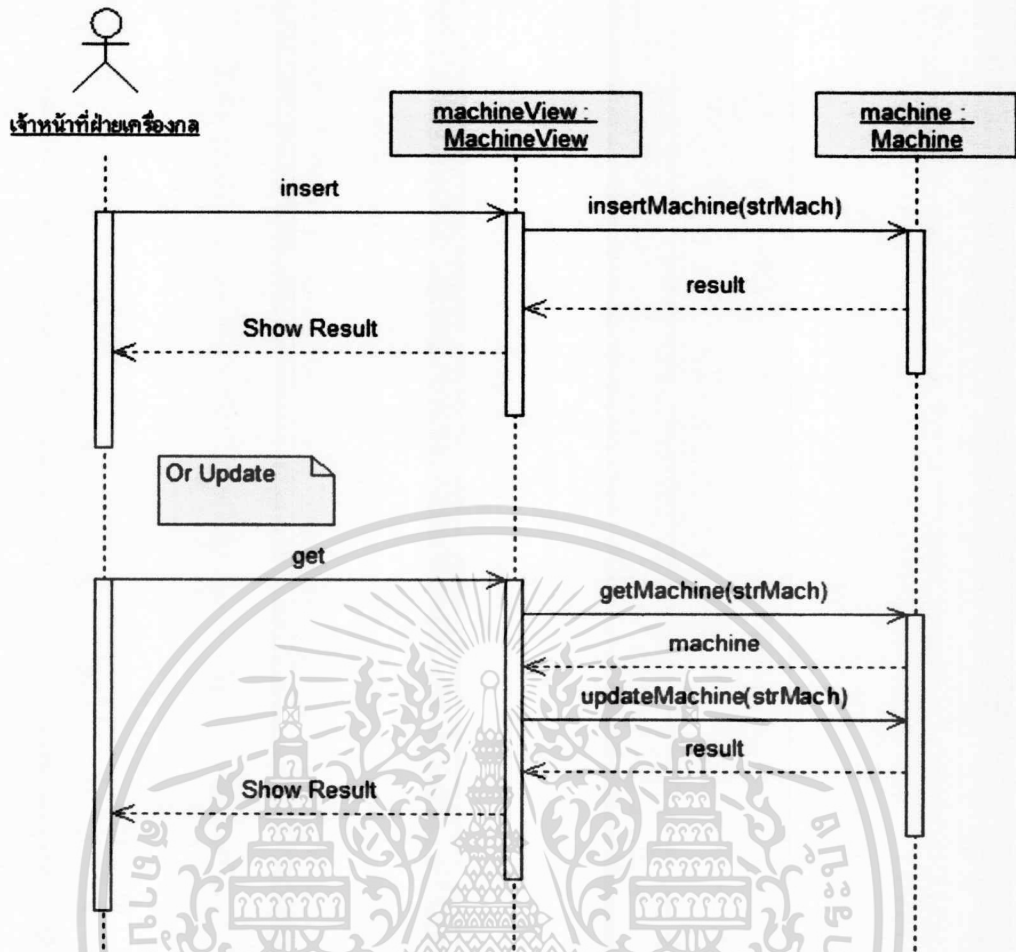 เจ้าหน้าที่ฝ่ายเครื่องกล
machineView :
MachineView
machine :
Machine
insert
insertMachine(strMach)
result
Show Result
Or Update
get
getMachine(strMach)
machine
updateMachine(strMach)
result
Show Result